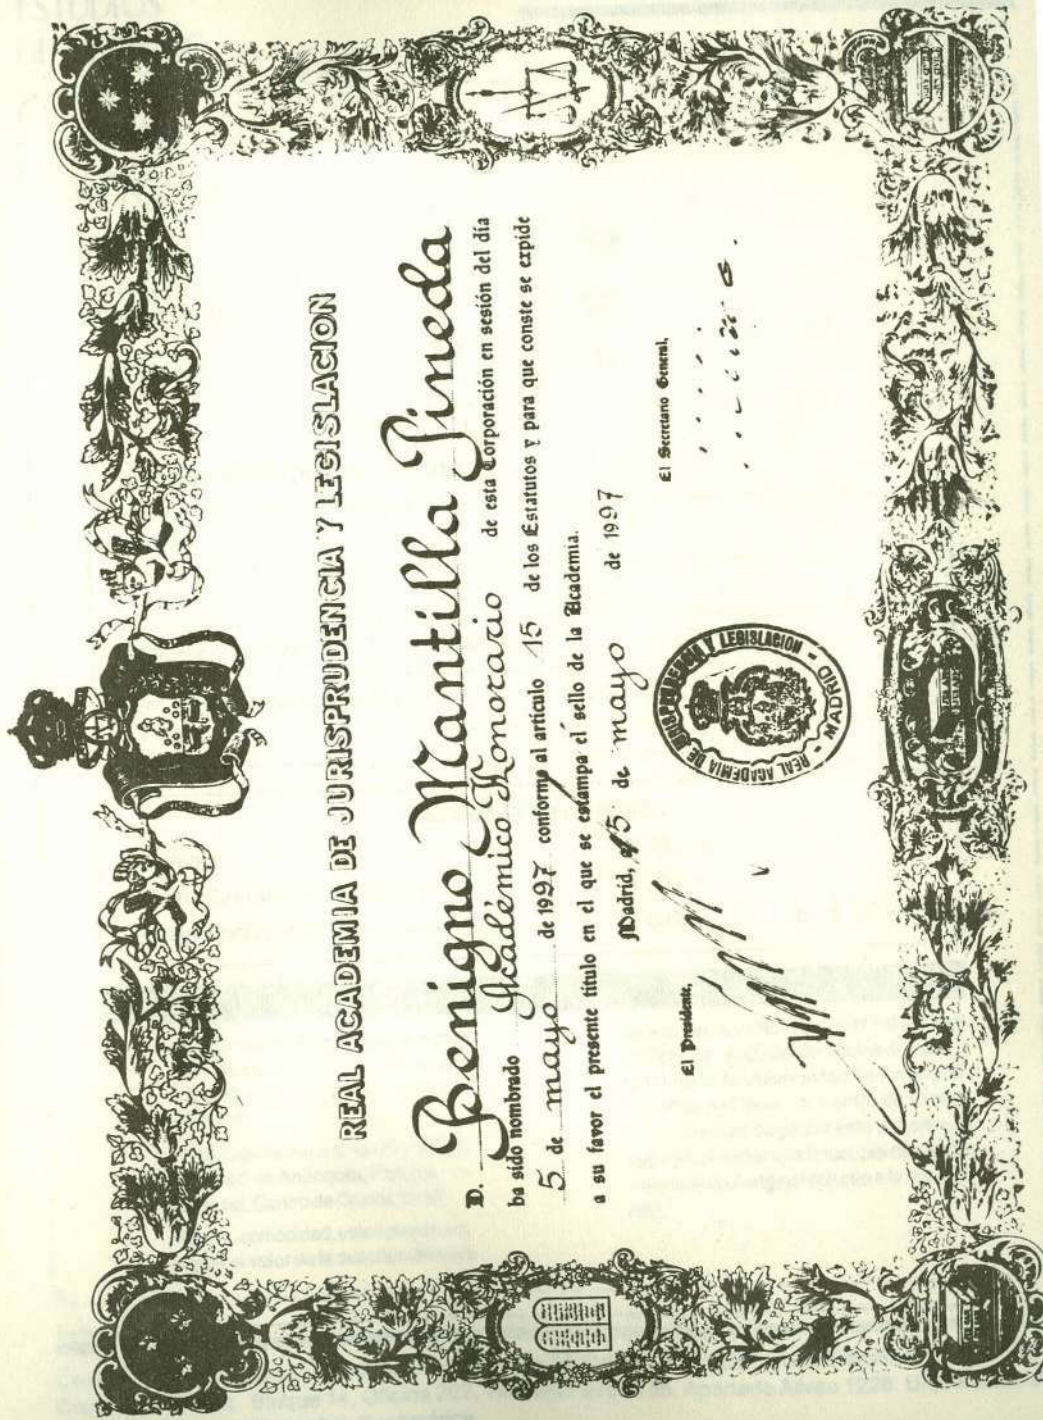 REAL ACADEMIA DE JURISPRUDENCIA Y LEGISLACION
D. Benigno Mantilla Pineda
ha sido nombrado Académico Honorario de esta Corporación en sesión del día
5 de mayo de 1997 conforme al artículo 15 de los Estatutos y para que conste se expide
a su favor el presente título en el que se estampa el sello de la Academia.
Madrid, 15 de mayo de 1997
El Presidente,
El Secretario General,
REAL ACADEMIA DE JURISPRUDENCIA Y LEGISLACION - MADRID -